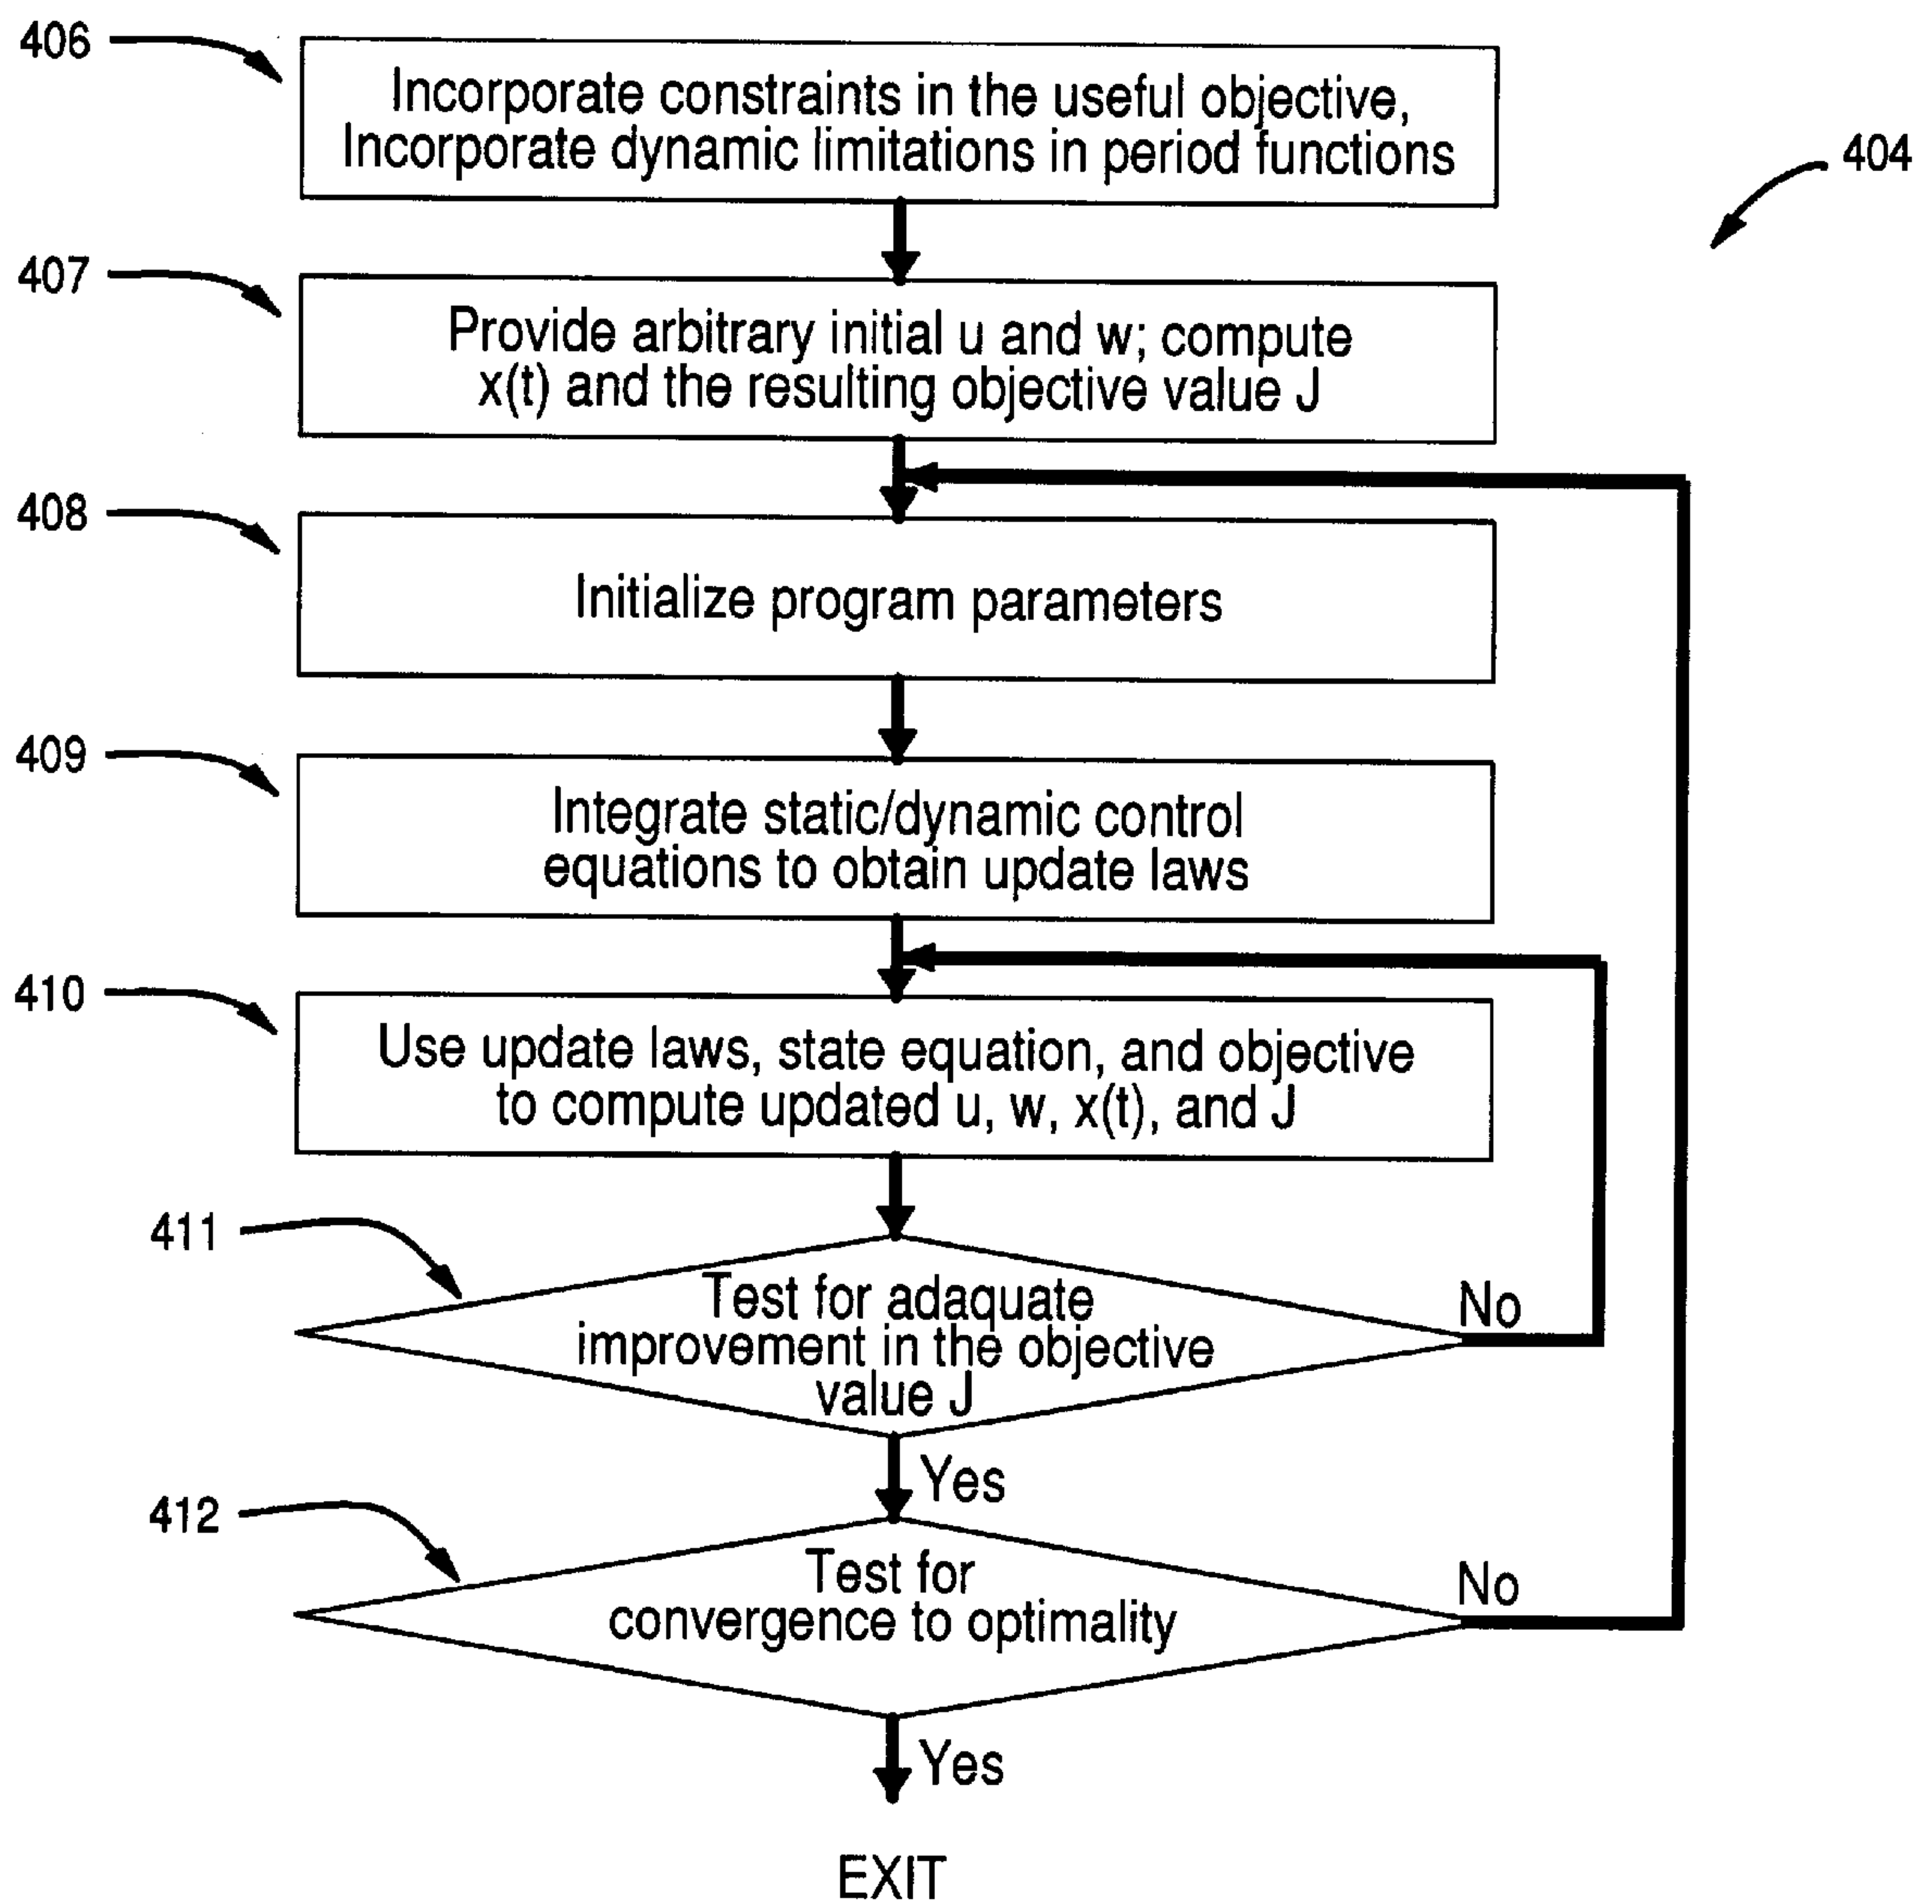 406
Incorporate constraints in the useful objective,
Incorporate dynamic limitations in period functions
404
407
Provide arbitrary initial u and w; compute
x(t) and the resulting objective value J
408
Initialize program parameters
409
Integrate static/dynamic control
equations to obtain update laws
410
Use update laws, state equation, and objective
to compute updated u, w, x(t), and J
411
Test for adaquate
improvement in the objective
value J
No
Yes
412
Test for
convergence to optimality
No
Yes
EXIT